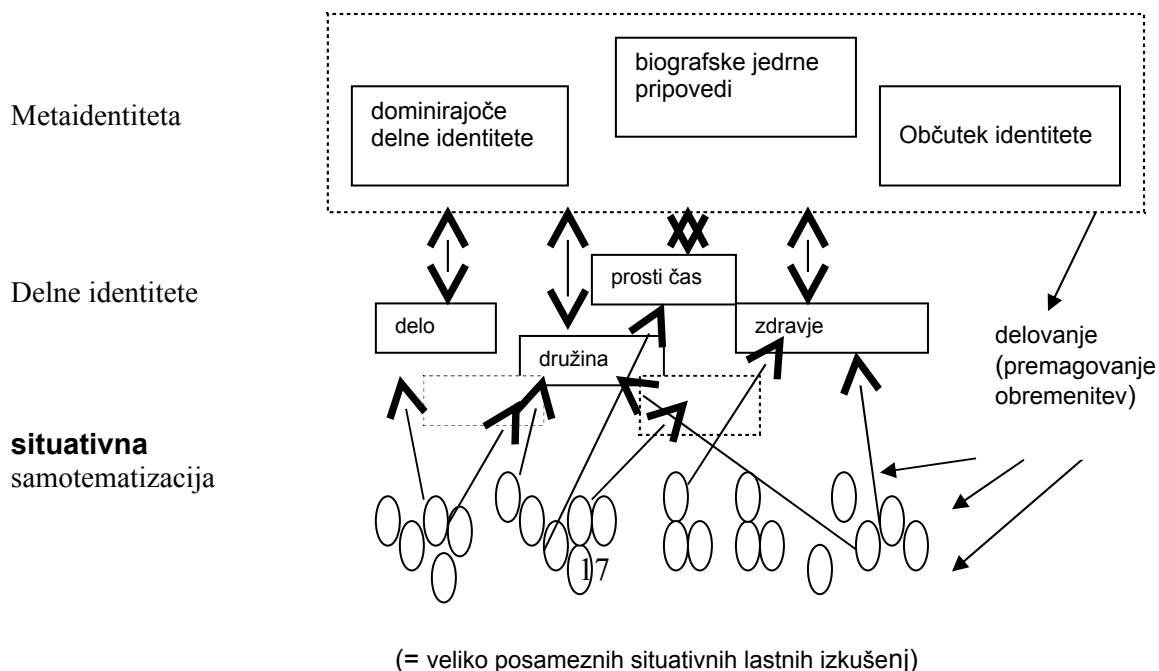 Metaidentiteta
dominirajoče
delne identitete
biografske jedrne
pripovedi
Občutek identitete
Delne identitete
delo
družina
prosti čas
zdravje
delovanje
(premagovanje
obremenitev)
situativna
samotematizacija
17
(= veliko posameznih situativnih lastnih izkušenj)